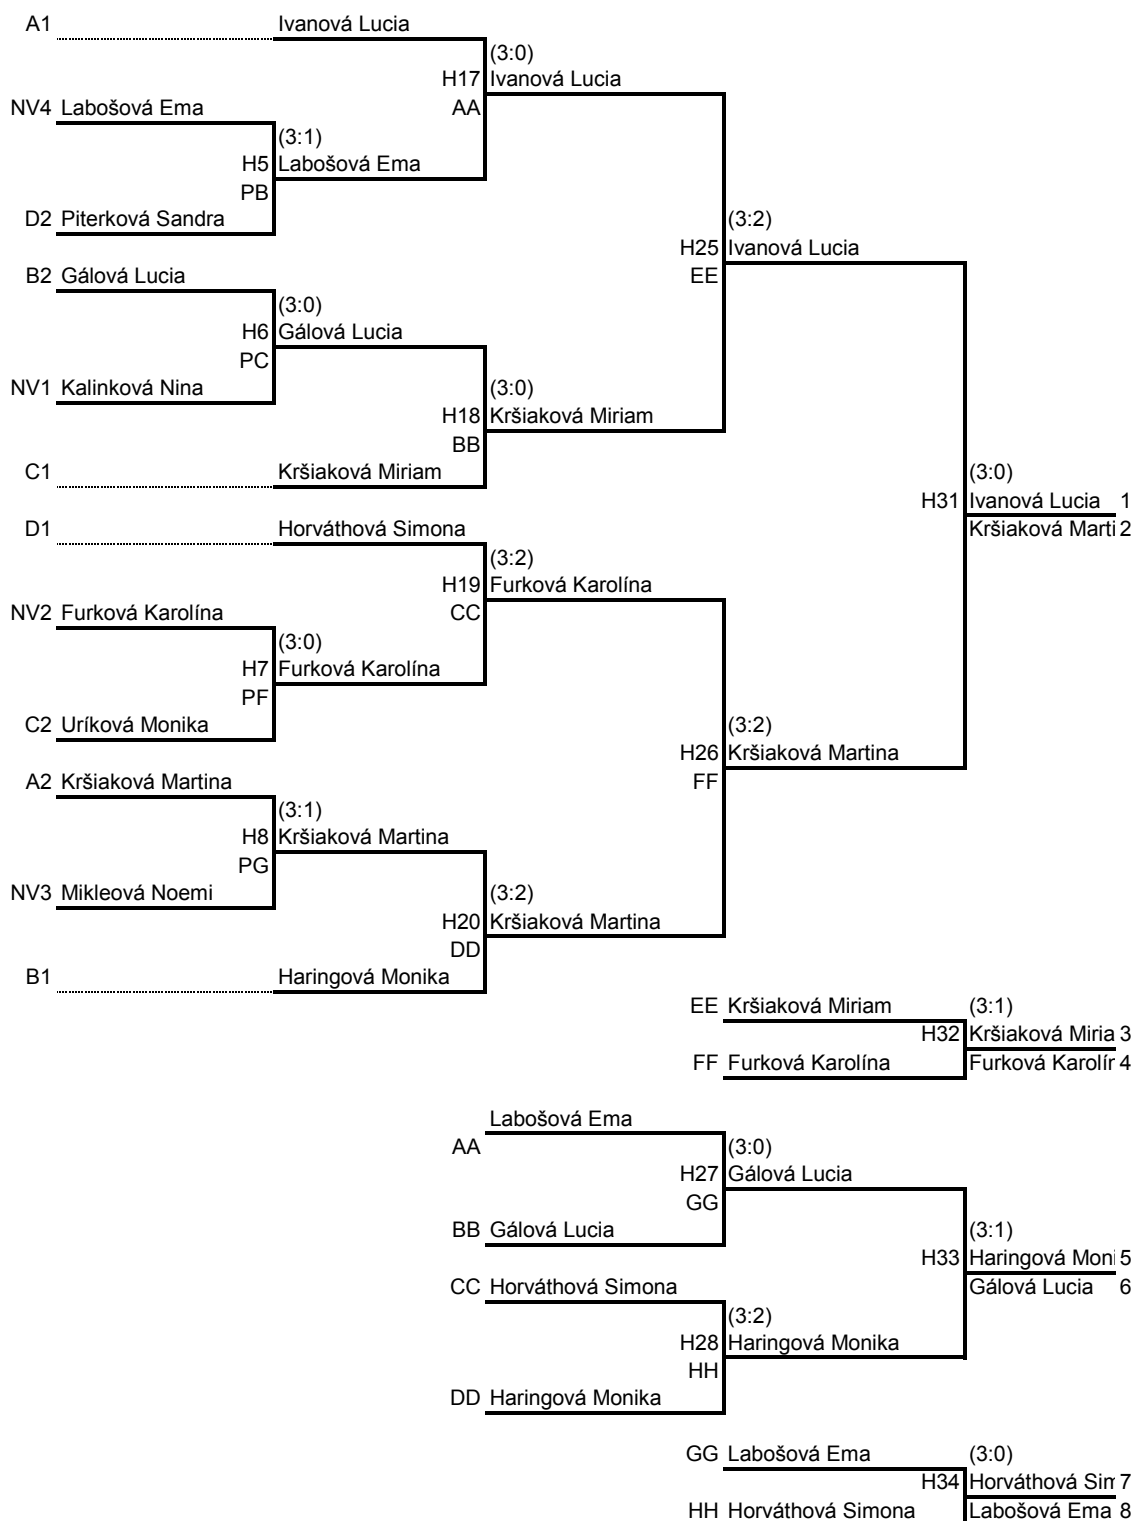 A1 Ivanová Lucia
(3:0)
H17 Ivanová Lucia
NV4 Labošová Ema AA
(3:1)
H5 Labošová Ema
PB
D2 Piterková Sandra (3:2)
H25 Ivanová Lucia
B2 Gálová Lucia EE
(3:0)
H6 Gálová Lucia
PC
NV1 Kalinková Nina (3:0)
H18 Kršiaková Miriam
BB
C1 Kršiaková Miriam (3:0)
H31 Ivanová Lucia 1
D1 Horváthová Simona Kršiaková Marti 2
(3:2)
H19 Furková Karolína
NV2 Furková Karolína CC
(3:0)
H7 Furková Karolína
PF
C2 Uríková Monika (3:2)
H26 Kršiaková Martina
A2 Kršiaková Martina FF
(3:1)
H8 Kršiaková Martina
PG
NV3 Mikleová Noemi (3:2)
H20 Kršiaková Martina
DD
B1 Haringová Monika
EE Kršiaková Miriam (3:1)
H32 Kršiaková Miria 3
FF Furková Karolína Furková Karolír 4
Labošová Ema
AA (3:0)
H27 Gálová Lucia
GG
BB Gálová Lucia (3:1)
H33 Haringová Moni 5
CC Horváthová Simona Gálová Lucia 6
(3:2)
H28 Haringová Monika
HH
DD Haringová Monika
GG Labošová Ema (3:0)
H34 Horváthová Sim 7
HH Horváthová Simona Labošová Ema 8